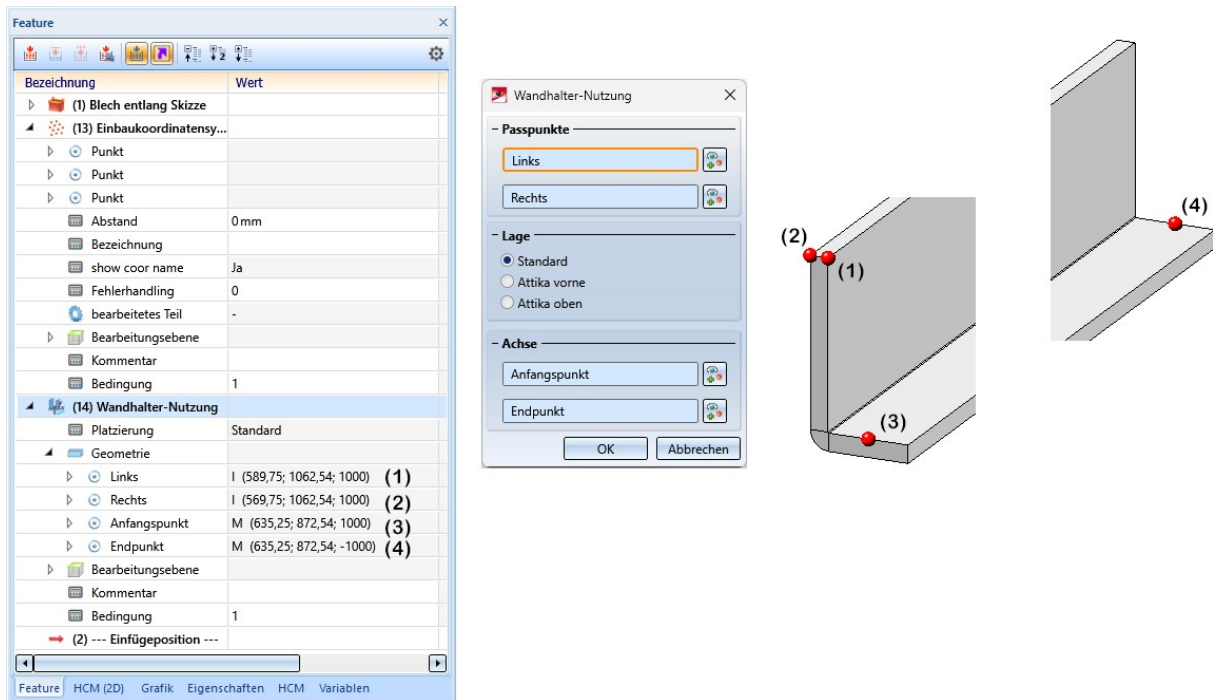 Feature
Bezeichnung Wert
(1) Blech entlang Skizze
(13) Einbaukoordinatensy...
Punkt
Punkt
Punkt
Abstand 0 mm
Bezeichnung
show coor name Ja
Fehlerhandling 0
bearbeitetes Teil -
Bearbeitungsebene
Kommentar
Bedingung 1
(14) Wandhalter-Nutzung
Platzierung Standard
Geometrie
Links I (589,75; 1062,54; 1000) (1)
Rechts I (569,75; 1062,54; 1000) (2)
Anfangspunkt M (635,25; 872,54; 1000) (3)
Endpunkt M (635,25; 872,54; -1000) (4)
Bearbeitungsebene
Kommentar
Bedingung 1
(2) --- Einfügeposition ---
Feature HCM (2D) Grafik Eigenschaften HCM Variablen
Wandhalter-Nutzung
Passpunkte
Links
Rechts
Lage
Standard
Attika vorne
Attika oben
Achse
Anfangspunkt
Endpunkt
OK Abbrechen
(2)
(1)
(3)
(4)